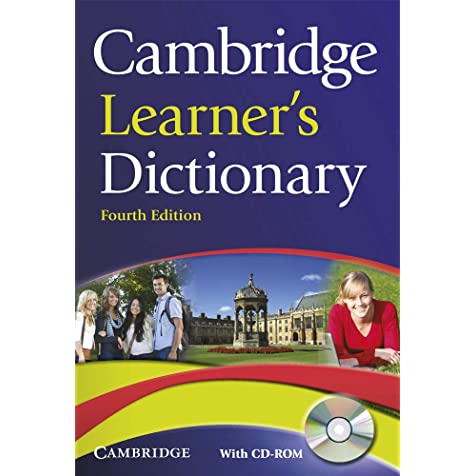 Cambridge
Learner's
Dictionary
Fourth Edition
CAMBRIDGE
With CD-ROM